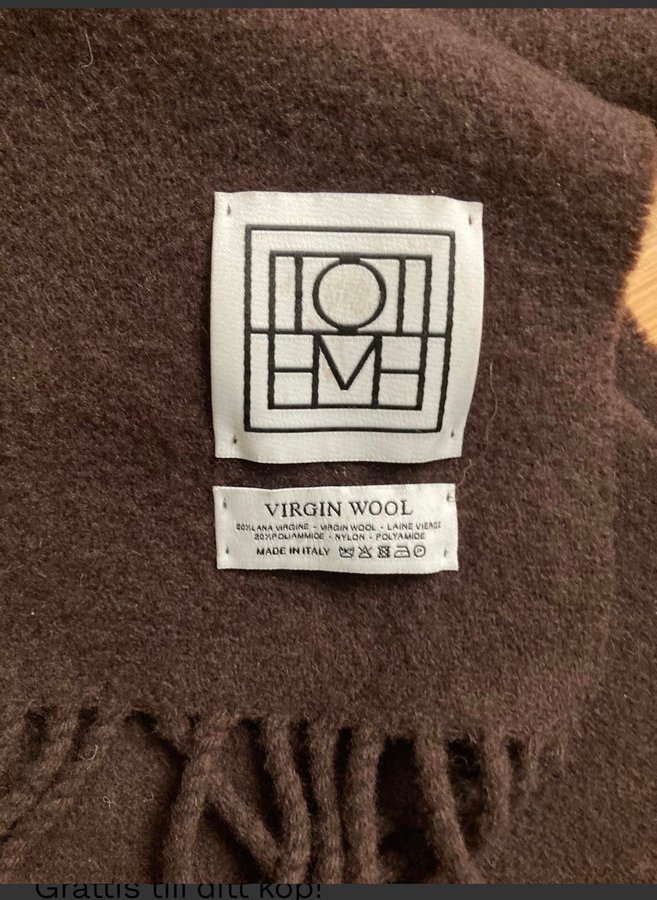 VIRGIN WOOL
80%LANA VIRGINE - VIRGIN WOOL - LAINE VIERGE
20%POLIAMMIDE - NYLON - POLYAMIDE
MADE IN ITALY
Grattis till ditt köp!